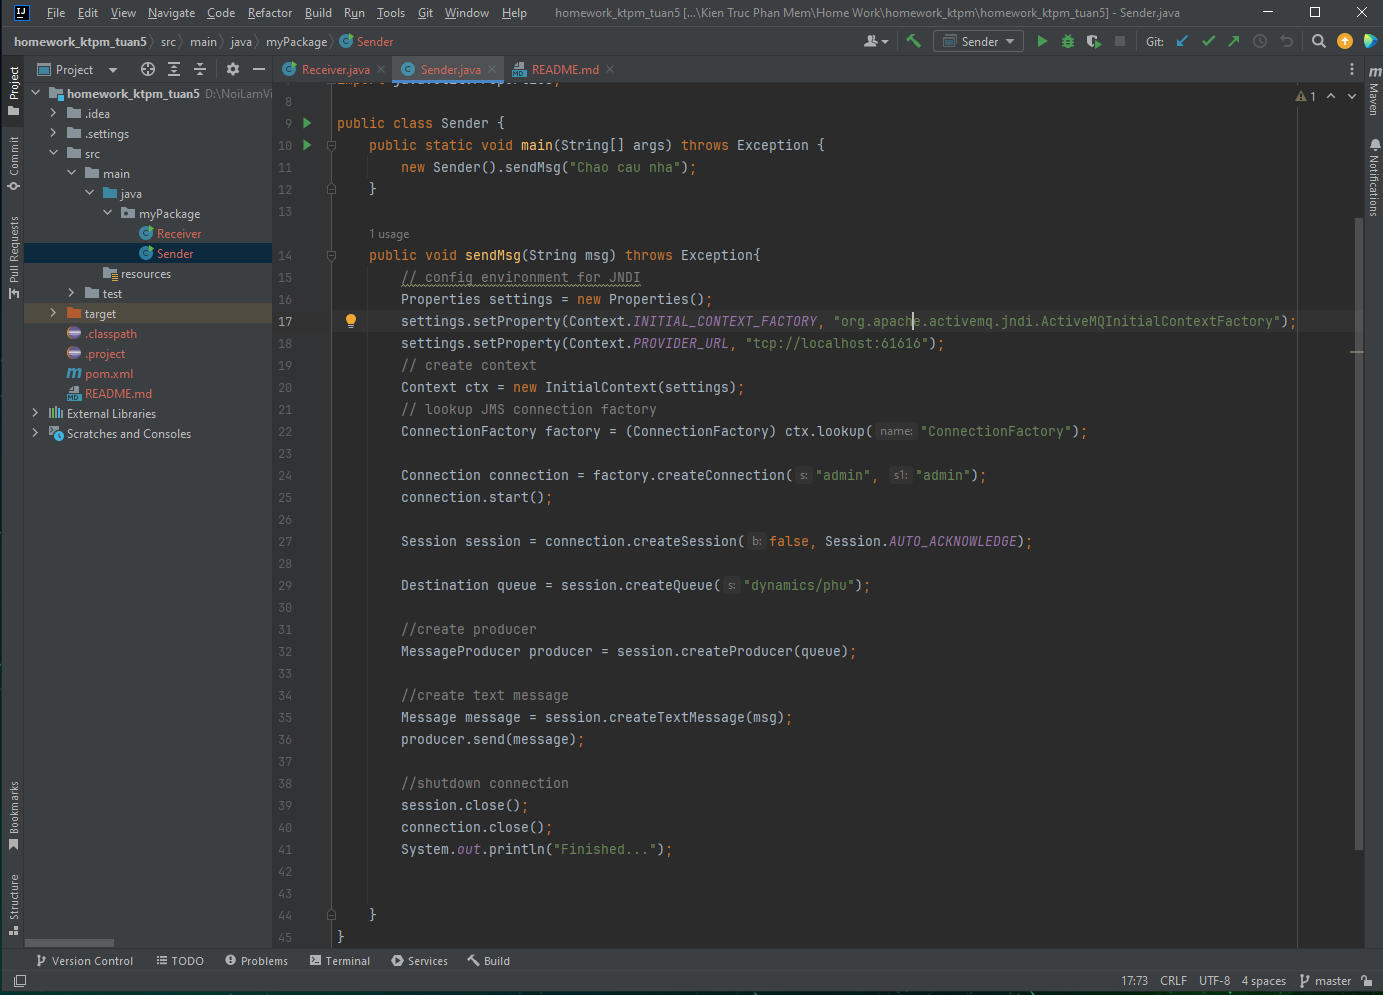 File Edit View Navigate Code Refactor Build Run Tools Git Window Help homework_ktpm_tuan5 [...\Kien Truc Phan Mem\Home Work\homework_ktpm\homework_ktpm_tuan5] - Sender.java
homework_ktpm_tuan5 src main java myPackage Sender
Sender Git:
Project
Receiver.java Sender.java README.md
homework_ktpm_tuan5 D:\NoiLamVi
.idea
.settings
src
main
java
myPackage
Receiver
Sender
resources
test
target
.classpath
.project
pom.xml
README.md
External Libraries
Scratches and Consoles
Project
Commit
Pull Requests
Bookmarks
Structure
1
8
9 public class Sender {
10 public static void main(String[] args) throws Exception {
11 new Sender().sendMsg("Chao cau nha");
12 }
13
1 usage
14 public void sendMsg(String msg) throws Exception{
15 // config environment for JNDI
16 Properties settings = new Properties();
17 settings.setProperty(Context.INITIAL_CONTEXT_FACTORY, "org.apache.activemq.jndi.ActiveMQInitialContextFactory");
18 settings.setProperty(Context.PROVIDER_URL, "tcp://localhost:61616");
19 // create context
20 Context ctx = new InitialContext(settings);
21 // lookup JMS connection factory
22 ConnectionFactory factory = (ConnectionFactory) ctx.lookup( name: "ConnectionFactory");
23
24 Connection connection = factory.createConnection( s: "admin", s1: "admin");
25 connection.start();
26
27 Session session = connection.createSession( b: false, Session.AUTO_ACKNOWLEDGE);
28
29 Destination queue = session.createQueue( s: "dynamics/phu");
30
31 //create producer
32 MessageProducer producer = session.createProducer(queue);
33
34 //create text message
35 Message message = session.createTextMessage(msg);
36 producer.send(message);
37
38 //shutdown connection
39 session.close();
40 connection.close();
41 System.out.println("Finished...");
42
43
44 }
45 }
Maven
Notifications
Version Control TODO Problems Terminal Services Build
17:73 CRLF UTF-8 4 spaces master